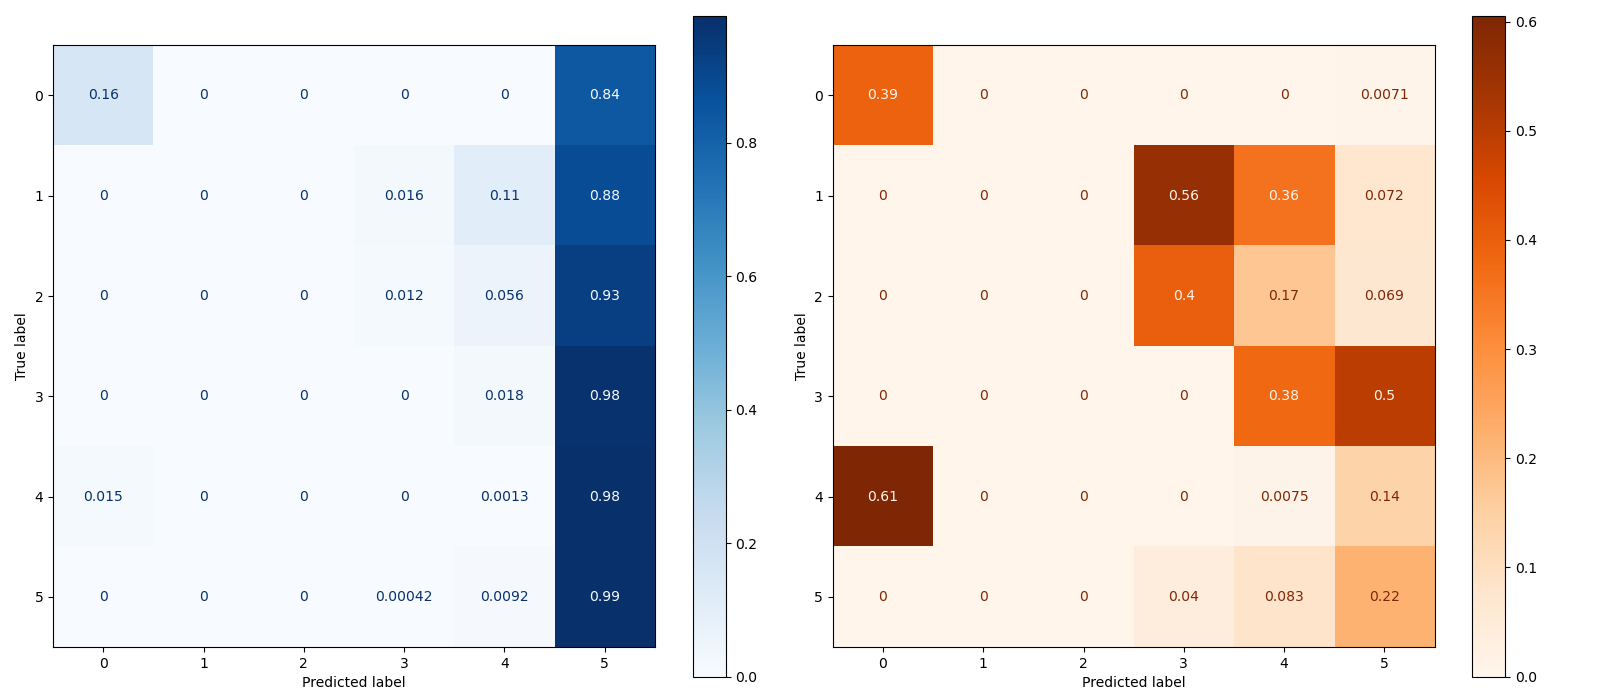 0.6
0 0.16 0 0 0 0 0.84
0 0.39 0 0 0 0 0.0071
0.8
0.5
1 0 0 0 0.016 0.11 0.88
1 0 0 0 0.56 0.36 0.072
0.6
0.4
2 0 0 0 0.012 0.056 0.93
2 0 0 0 0.4 0.17 0.069
True label
True label
0.3
3 0 0 0 0 0.018 0.98
3 0 0 0 0 0.38 0.5
0.4
0.2
4 0.015 0 0 0 0.0013 0.98
4 0.61 0 0 0 0.0075 0.14
0.2
0.1
5 0 0 0 0.00042 0.0092 0.99
5 0 0 0 0.04 0.083 0.22
0.0
0.0
0 1 2 3 4 5
0 1 2 3 4 5
Predicted label
Predicted label